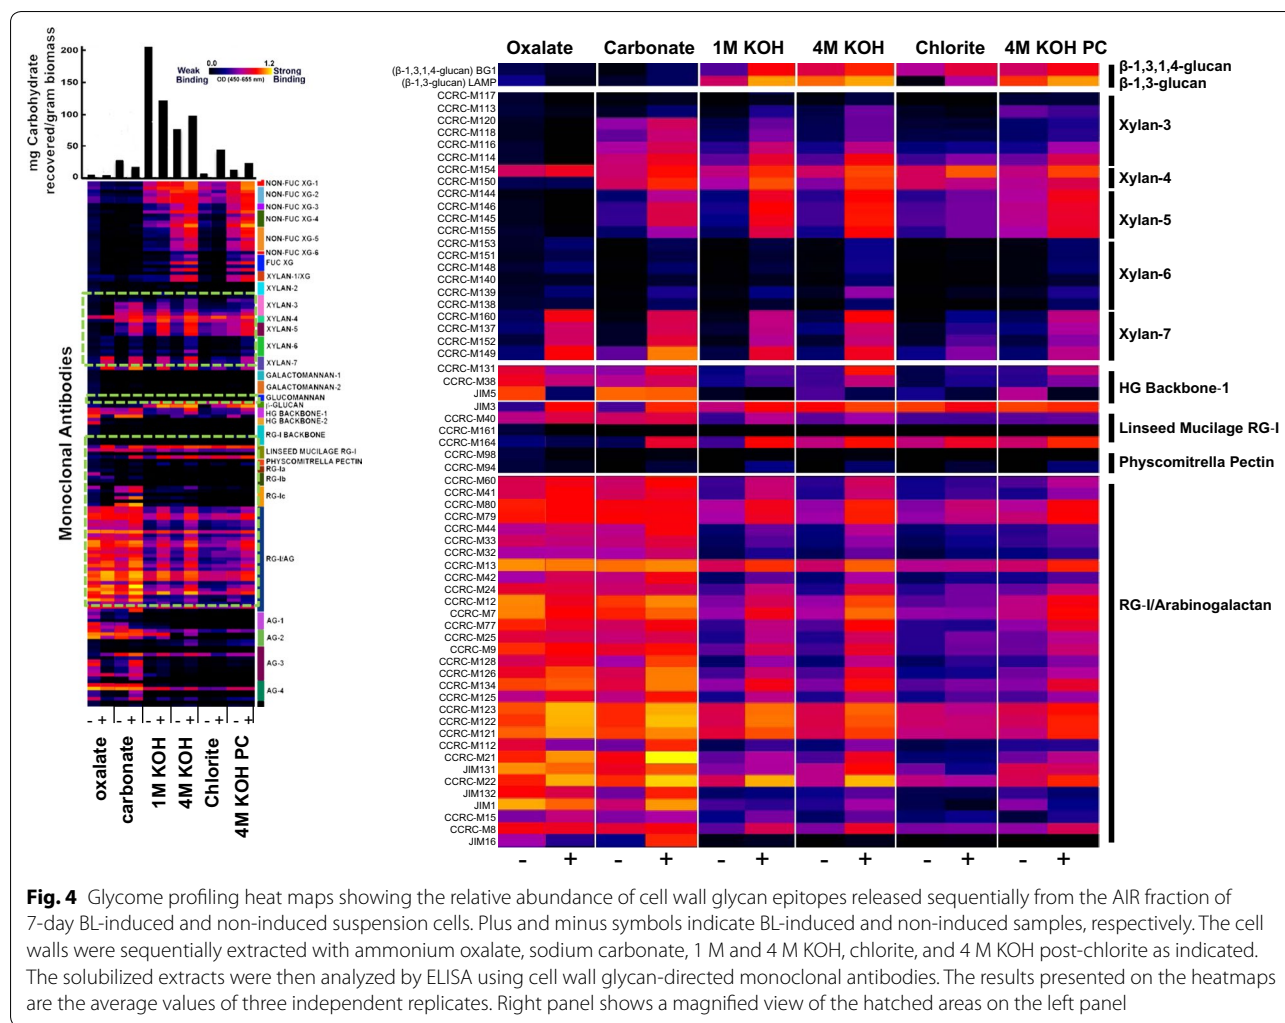 mg Carbohydrate
recovered/gram biomass
200
150
100
50
0
Weak
Binding
0.0
1.2
OD (450-655 nm)
Strong
Binding
Monoclonal Antibodies
NON-FUC XG-1
NON-FUC XG-2
NON-FUC XG-3
NON-FUC XG-4
NON-FUC XG-5
NON-FUC XG-6
FUC XG
XYLAN-1/XG
XYLAN-2
XYLAN-3
XYLAN-4
XYLAN-5
XYLAN-6
XYLAN-7
GALACTOMANNAN-1
GALACTOMANNAN-2
GLUCOMANNAN
β-GLUCAN
HG BACKBONE-1
HG BACKBONE-2
RG-I BACKBONE
LINSEED MUCILAGE RG-I
PHYSCOMITRELLA PECTIN
RG-Ia
RG-Ib
RG-Ic
RG-I/AG
AG-1
AG-2
AG-3
AG-4
- + - + - + - + - + - +
oxalate
carbonate
1M KOH
4M KOH
Chlorite
4M KOH PC
Oxalate Carbonate 1M KOH 4M KOH Chlorite 4M KOH PC
(β-1,3,1,4-glucan) BG1
(β-1,3-glucan) LAMP
CCRC-M117
CCRC-M113
CCRC-M120
CCRC-M118
CCRC-M116
CCRC-M114
CCRC-M154
CCRC-M150
CCRC-M144
CCRC-M146
CCRC-M145
CCRC-M155
CCRC-M153
CCRC-M151
CCRC-M148
CCRC-M140
CCRC-M139
CCRC-M138
CCRC-M160
CCRC-M137
CCRC-M152
CCRC-M149
CCRC-M131
CCRC-M38
JIM5
JIM3
CCRC-M40
CCRC-M161
CCRC-M164
CCRC-M98
CCRC-M94
CCRC-M60
CCRC-M41
CCRC-M80
CCRC-M79
CCRC-M44
CCRC-M33
CCRC-M32
CCRC-M13
CCRC-M42
CCRC-M24
CCRC-M12
CCRC-M7
CCRC-M77
CCRC-M25
CCRC-M9
CCRC-M128
CCRC-M126
CCRC-M134
CCRC-M125
CCRC-M123
CCRC-M122
CCRC-M121
CCRC-M112
CCRC-M21
JIM131
CCRC-M22
JIM132
JIM1
CCRC-M15
CCRC-M8
JIM16
β-1,3,1,4-glucan
β-1,3-glucan
Xylan-3
Xylan-4
Xylan-5
Xylan-6
Xylan-7
HG Backbone-1
Linseed Mucilage RG-I
Physcomitrella Pectin
RG-I/Arabinogalactan
- + - + - + - + - + - +
Fig. 4 Glycome profiling heat maps showing the relative abundance of cell wall glycan epitopes released sequentially from the AIR fraction of
7-day BL-induced and non-induced suspension cells. Plus and minus symbols indicate BL-induced and non-induced samples, respectively. The cell
walls were sequentially extracted with ammonium oxalate, sodium carbonate, 1 M and 4 M KOH, chlorite, and 4 M KOH post-chlorite as indicated.
The solubilized extracts were then analyzed by ELISA using cell wall glycan-directed monoclonal antibodies. The results presented on the heatmaps
are the average values of three independent replicates. Right panel shows a magnified view of the hatched areas on the left panel